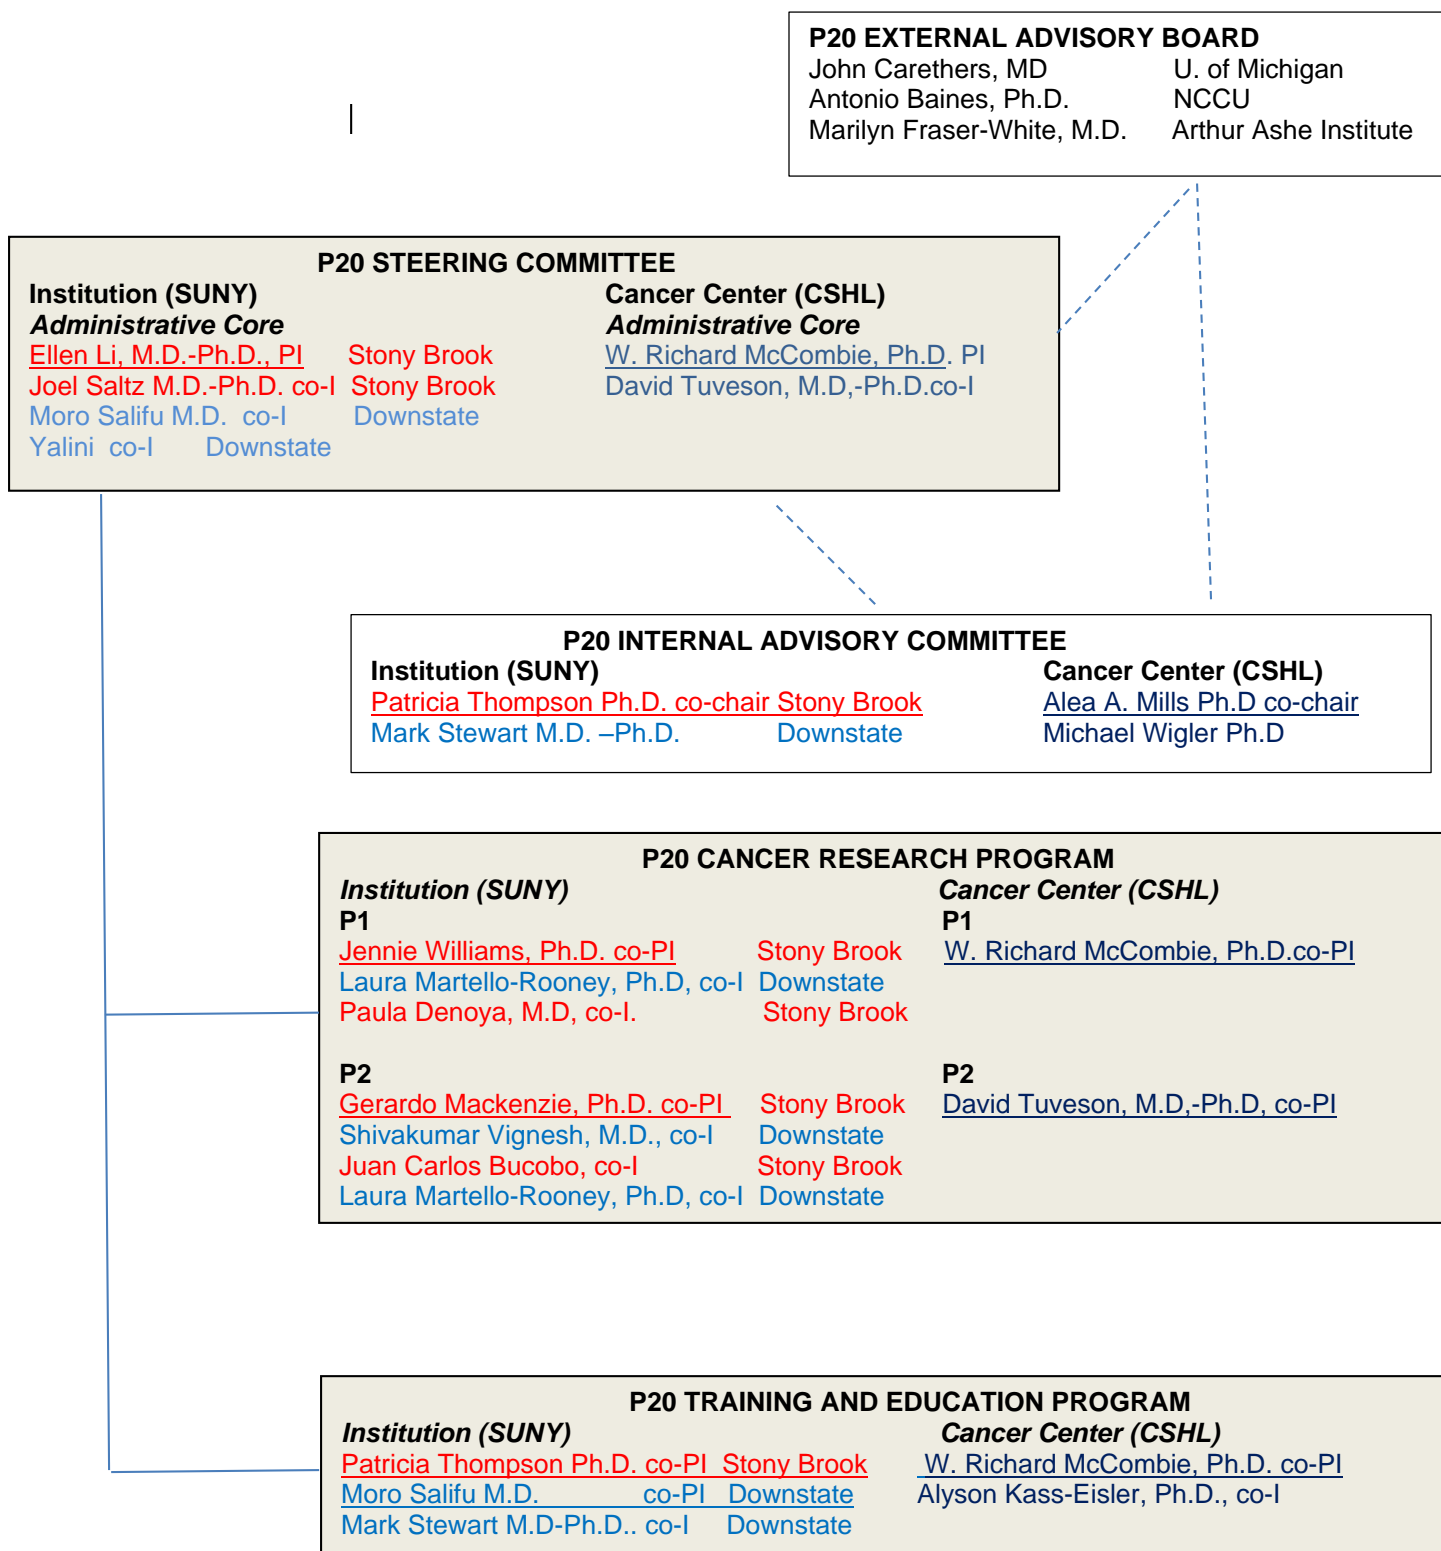 P20 EXTERNAL ADVISORY BOARD
John Carethers, MD U. of Michigan
Antonio Baines, Ph.D. NCCU
Marilyn Fraser-White, M.D. Arthur Ashe Institute
P20 STEERING COMMITTEE
Institution (SUNY) Cancer Center (CSHL)
Administrative Core Administrative Core
Ellen Li, M.D.-Ph.D., PI Stony Brook W. Richard McCombie, Ph.D. PI
Joel Saltz M.D.-Ph.D. co-I Stony Brook David Tuveson, M.D,-Ph.D.co-I
Moro Salifu M.D. co-I Downstate
Yalini co-I Downstate
P20 INTERNAL ADVISORY COMMITTEE
Institution (SUNY) Cancer Center (CSHL)
Patricia Thompson Ph.D. co-chair Stony Brook Alea A. Mills Ph.D co-chair
Mark Stewart M.D. –Ph.D. Downstate Michael Wigler Ph.D
P20 CANCER RESEARCH PROGRAM
Institution (SUNY) Cancer Center (CSHL)
P1 P1
Jennie Williams, Ph.D. co-PI Stony Brook W. Richard McCombie, Ph.D.co-PI
Laura Martello-Rooney, Ph.D, co-I Downstate
Paula Denoya, M.D, co-I. Stony Brook
P2 P2
Gerardo Mackenzie, Ph.D. co-PI Stony Brook David Tuveson, M.D,-Ph.D, co-PI
Shivakumar Vignesh, M.D., co-I Downstate
Juan Carlos Bucobo, co-I Stony Brook
Laura Martello-Rooney, Ph.D, co-I Downstate
P20 TRAINING AND EDUCATION PROGRAM
Institution (SUNY) Cancer Center (CSHL)
Patricia Thompson Ph.D. co-PI Stony Brook W. Richard McCombie, Ph.D. co-PI
Moro Salifu M.D. co-PI Downstate Alyson Kass-Eisler, Ph.D., co-I
Mark Stewart M.D-Ph.D.. co-I Downstate